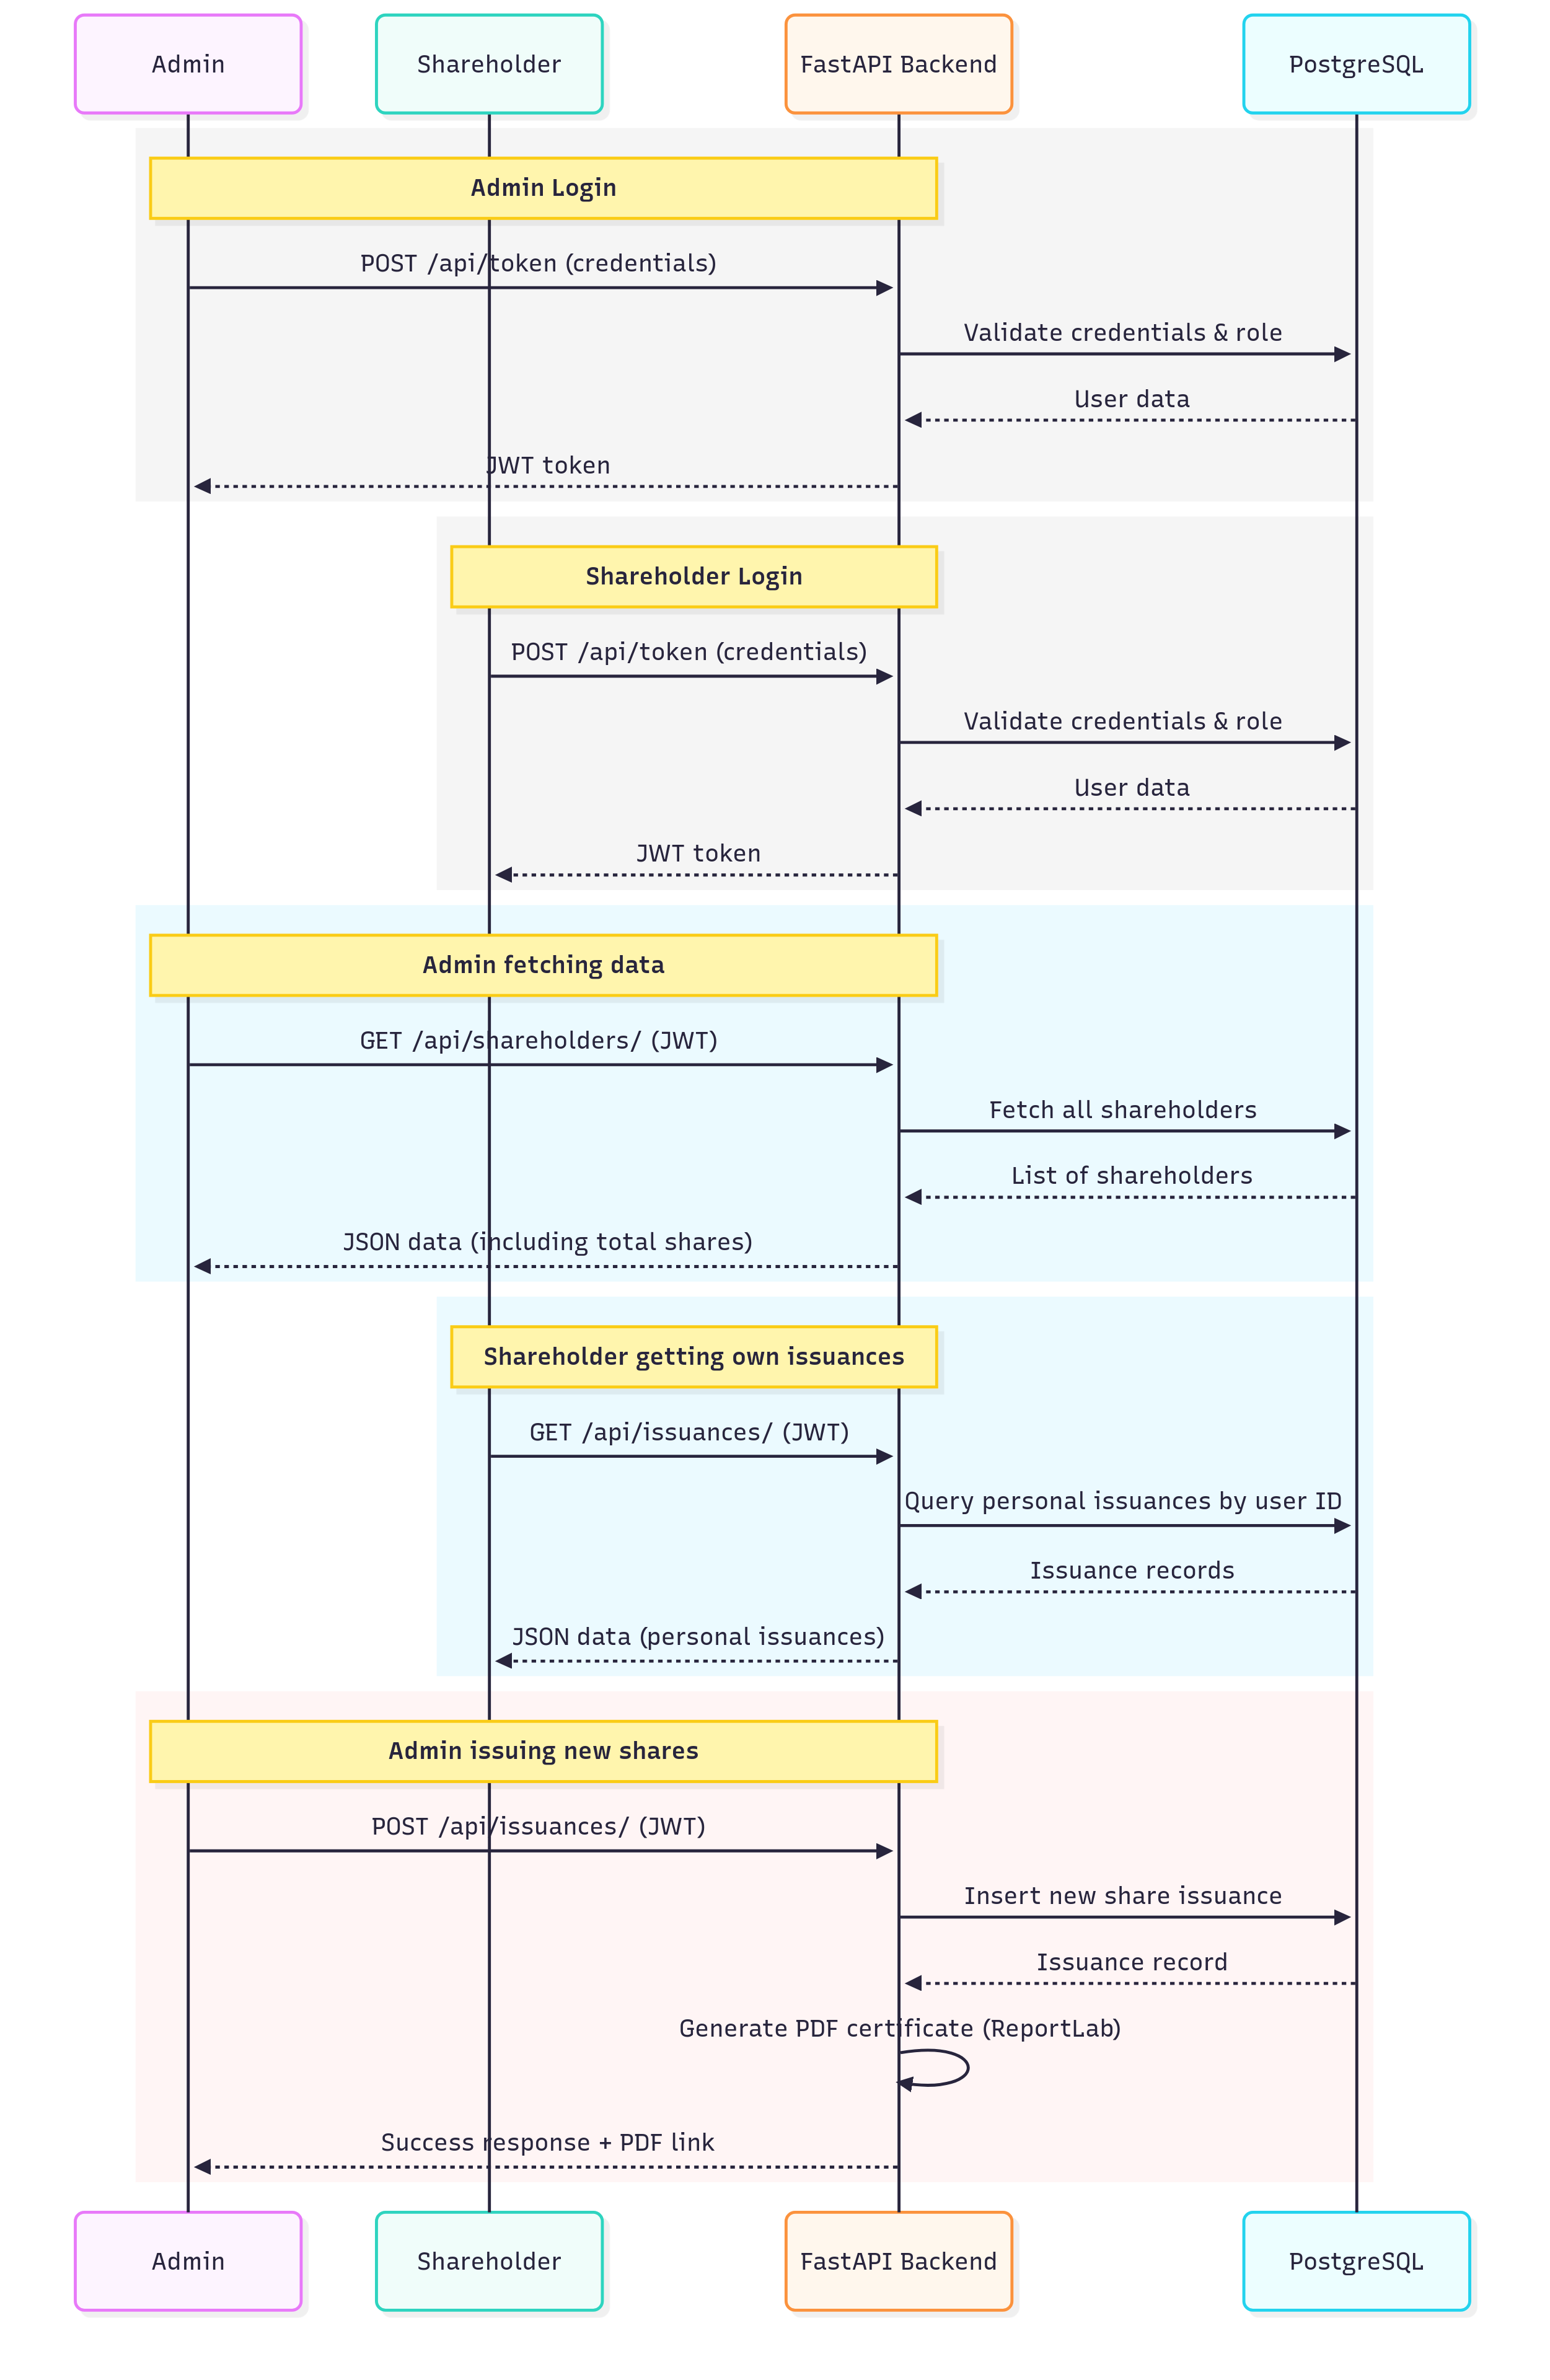 Admin
Shareholder
FastAPI Backend
PostgreSQL
Admin Login
POST /api/token (credentials)
Validate credentials & role
User data
JWT token
Shareholder Login
POST /api/token (credentials)
Validate credentials & role
User data
JWT token
Admin fetching data
GET /api/shareholders/ (JWT)
Fetch all shareholders
List of shareholders
JSON data (including total shares)
Shareholder getting own issuances
GET /api/issuances/ (JWT)
Query personal issuances by user ID
Issuance records
JSON data (personal issuances)
Admin issuing new shares
POST /api/issuances/ (JWT)
Insert new share issuance
Issuance record
Generate PDF certificate (ReportLab)
Success response + PDF link
Admin
Shareholder
FastAPI Backend
PostgreSQL